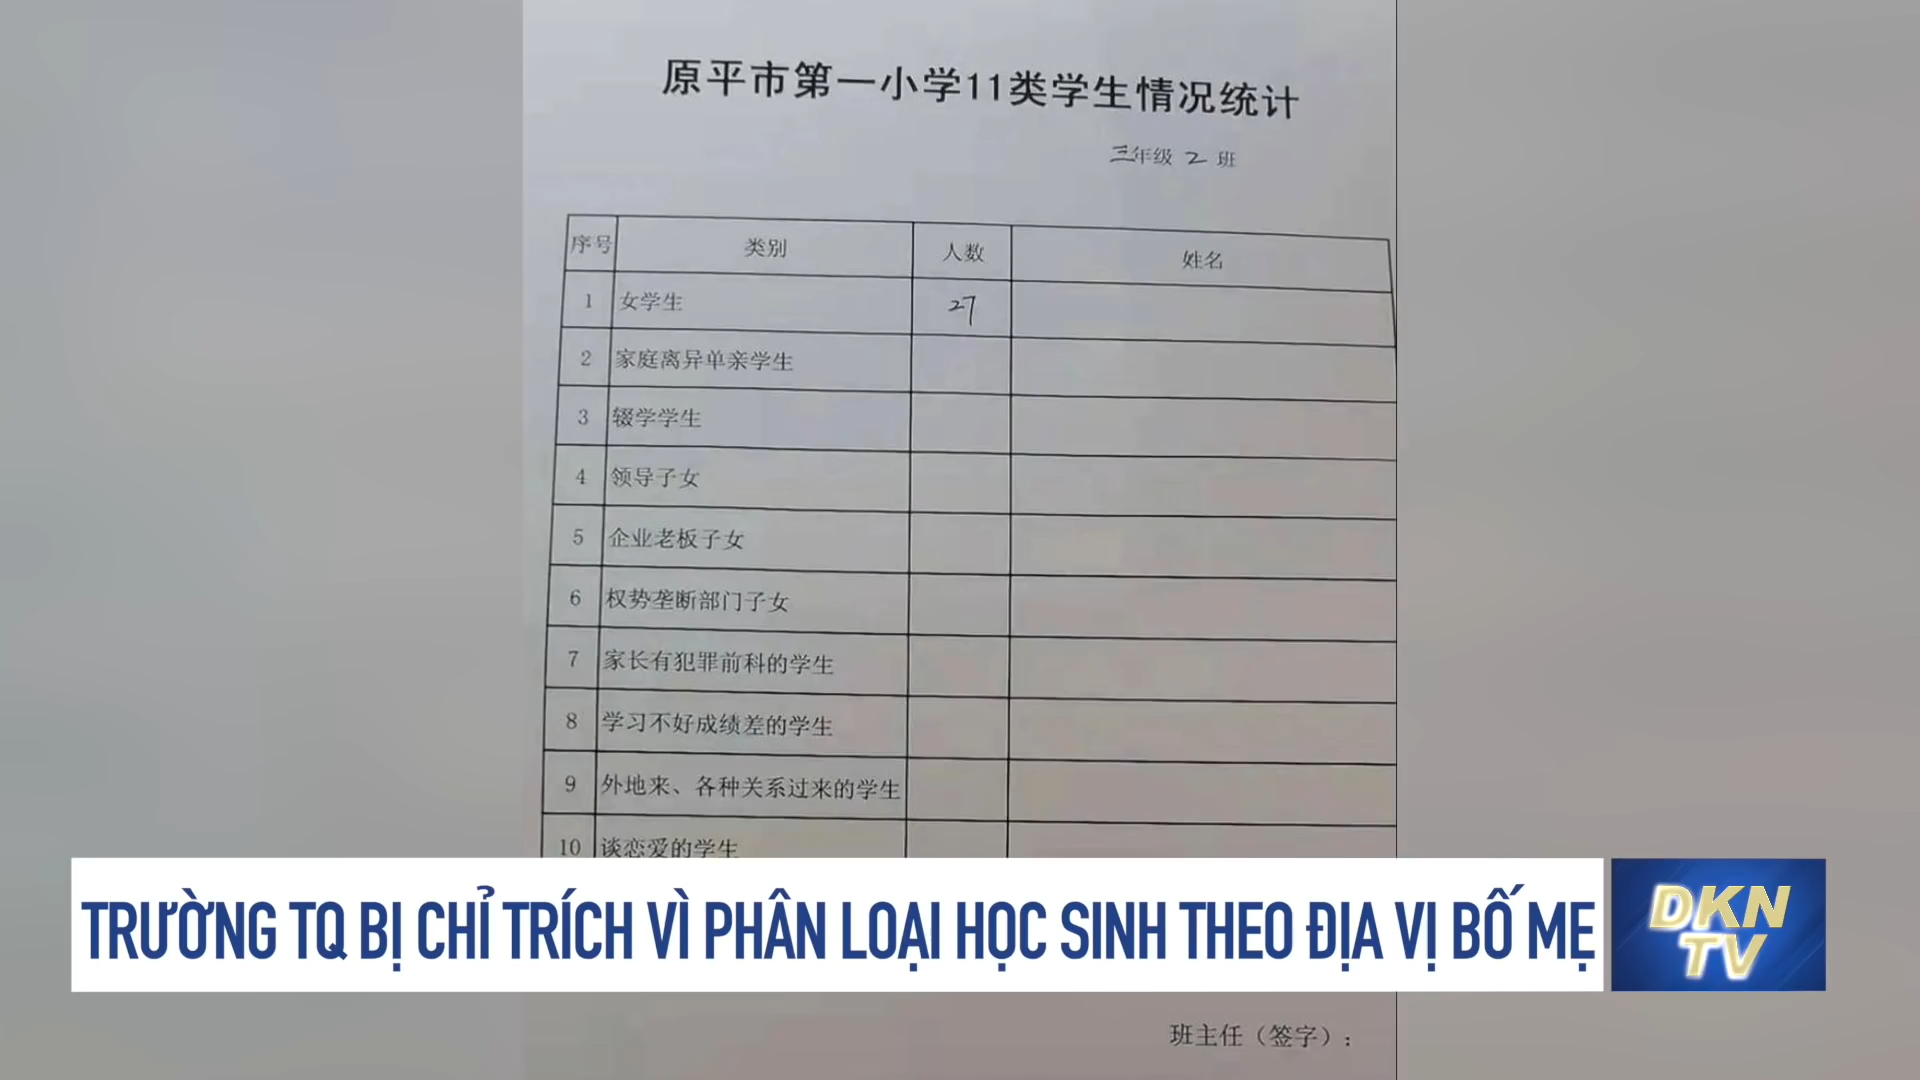 原平市第一小学11类学生情况统计
三年级 2 班
序号 类别 人数 姓名
1 女学生 27
2 家庭离异单亲学生
3 辍学学生
4 领导子女
5 企业老板子女
6 权势垄断部门子女
7 家长有犯罪前科的学生
8 学习不好成绩差的学生
9 外地来、各种关系过来的学生
10 谈恋爱的学生
TRƯỜNG TQ BỊ CHỈ TRÍCH VÌ PHÂN LOẠI HỌC SINH THEO ĐỊA VỊ BỐ MẸ
DKN
TV
班主任（签字）：